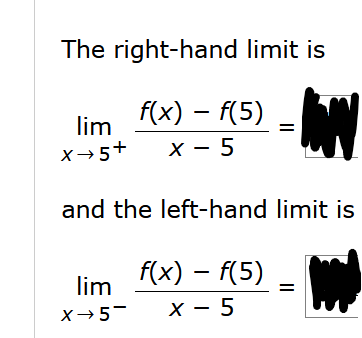 The right-hand limit is
lim x→5⁺ f(x) − f(5) / x − 5 =
and the left-hand limit is
lim x→5⁻ f(x) − f(5) / x − 5 =